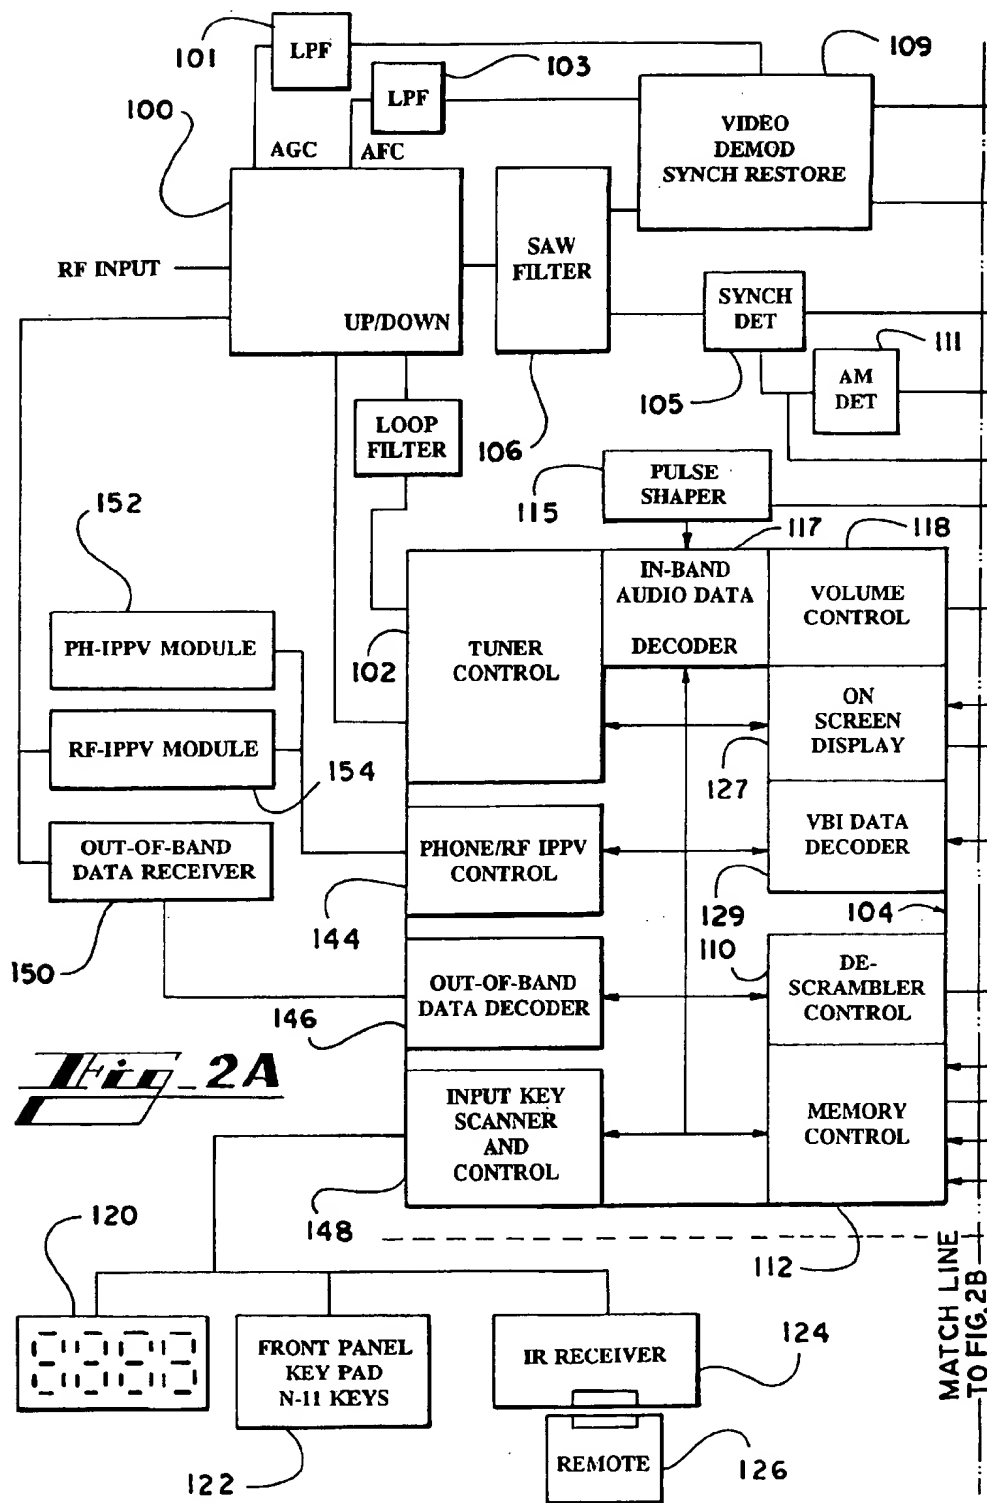 101
LPF
103
LPF
109
100
AGC
AFC
VIDEO
DEMOD
SYNCH RESTORE
RF INPUT
UP/DOWN
SAW
FILTER
SYNCH
DET
111
105
AM
DET
LOOP
FILTER
106
115
PULSE
SHAPER
152
117
118
IN-BAND
AUDIO DATA
DECODER
VOLUME
CONTROL
PH-IPPV MODULE
102
TUNER
CONTROL
RF-IPPV MODULE
154
ON
SCREEN
DISPLAY
127
OUT-OF-BAND
DATA RECEIVER
PHONE/RF IPPV
CONTROL
VBI DATA
DECODER
144
129
104
150
110
146
OUT-OF-BAND
DATA DECODER
DE-
SCRAMBLER
CONTROL
Fig. 2A
INPUT KEY
SCANNER
AND
CONTROL
MEMORY
CONTROL
120
148
112
MATCH LINE
TO FIG. 2B
FRONT PANEL
KEY PAD
N-11 KEYS
IR RECEIVER
124
122
REMOTE
126